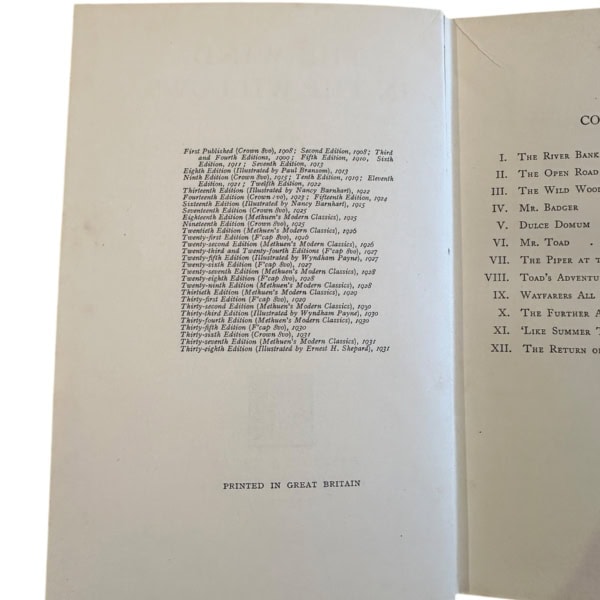 First Published (Crown 8vo), 1908; Second Edition, 1908; Third
and Fourth Editions, 1909; Fifth Edition, 1910, Sixth
Edition, 1911; Seventh Edition, 1913
Eighth Edition (Illustrated by Paul Bransom), 1913
Ninth Edition (Crown 8vo), 1915; Tenth Edition, 1919; Eleventh
Edition, 1921; Twelfth Edition, 1922
Thirteenth Edition (Illustrated by Nancy Barnhart), 1922
Fourteenth Edition (Crown 8vo), 1923; Fifteenth Edition, 1924
Sixteenth Edition (Illustrated by Nancy Barnhart), 1925
Seventeenth Edition (Crown 8vo), 1925
Eighteenth Edition (Methuen's Modern Classics), 1925
Nineteenth Edition (Crown 8vo), 1925
Twentieth Edition (Methuen's Modern Classics), 1926
Twenty-first Edition (F'cap 8vo), 1926
Twenty-second Edition (Methuen's Modern Classics), 1926
Twenty-third and Twenty-fourth Editions (F'cap 8vo), 1927
Twenty-fifth Edition (Illustrated by Wyndham Payne), 1927
Twenty-sixth Edition (F'cap 8vo), 1927
Twenty-seventh Edition (Methuen's Modern Classics), 1928
Twenty-eighth Edition (F'cap 8vo), 1928
Twenty-ninth Edition (Methuen's Modern Classics), 1928
Thirtieth Edition (Methuen's Modern Classics), 1929
Thirty-first Edition (F'cap 8vo), 1929
Thirty-second Edition (Methuen's Modern Classics), 1930
Thirty-third Edition (Illustrated by Wyndham Payne), 1930
Thirty-fourth Edition (Methuen's Modern Classics), 1930
Thirty-fifth Edition (F'cap 8vo), 1930
Thirty-sixth Edition (Crown 8vo), 1931
Thirty-seventh Edition (Methuen's Modern Classics), 1931
Thirty-eighth Edition (Illustrated by Ernest H. Shepard), 1931
PRINTED IN GREAT BRITAIN
CO
I. The River Bank
II. The Open Road
III. The Wild Woo
IV. Mr. Badger
V. Dulce Domum
VI. Mr. Toad .
VII. The Piper at t
VIII. Toad's Adventu
IX. Wayfarers All
X. The Further A
XI. 'Like Summer T
XII. The Return o